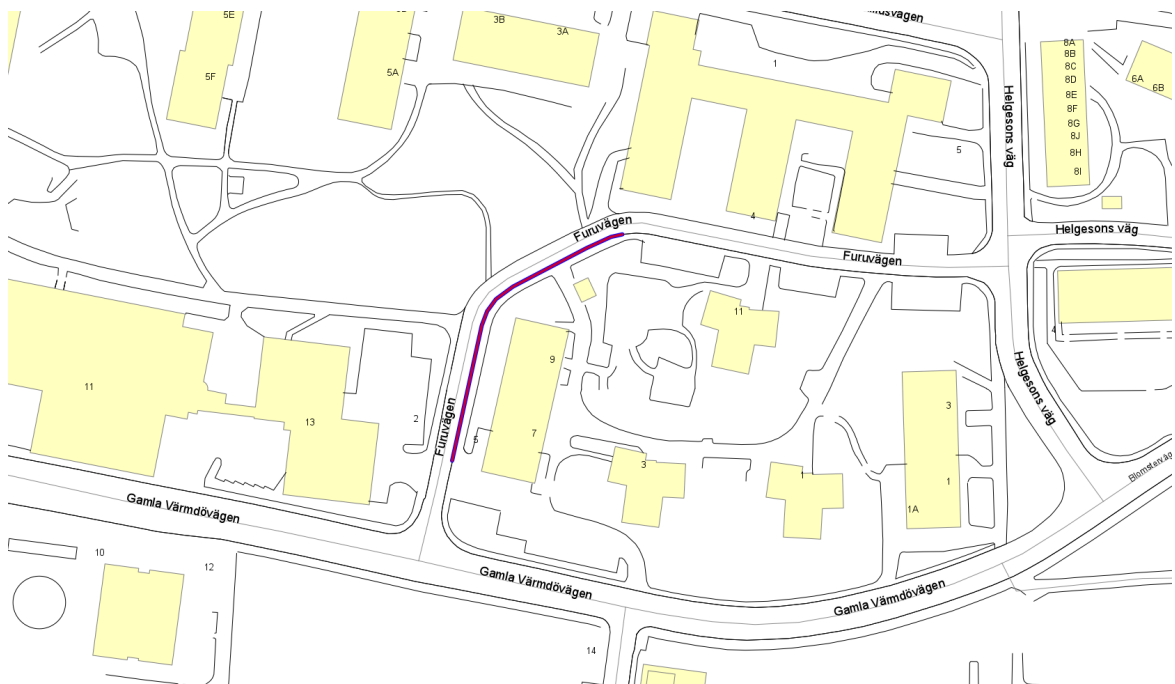 5E
3B
3A
5F
5A
1
8A
8B
8C
8D
8E
8F
8G
8J
8H
8I
6A
6B
Helgesons väg
5
4
Furuvägen
Furuvägen
Helgesons väg
11
4
9
11
13
2
Furuvägen
5
7
3
1
3
1
1A
Helgesons väg
Gamla Värmdövägen
10
12
Gamla Värmdövägen
Gamla Värmdövägen
14